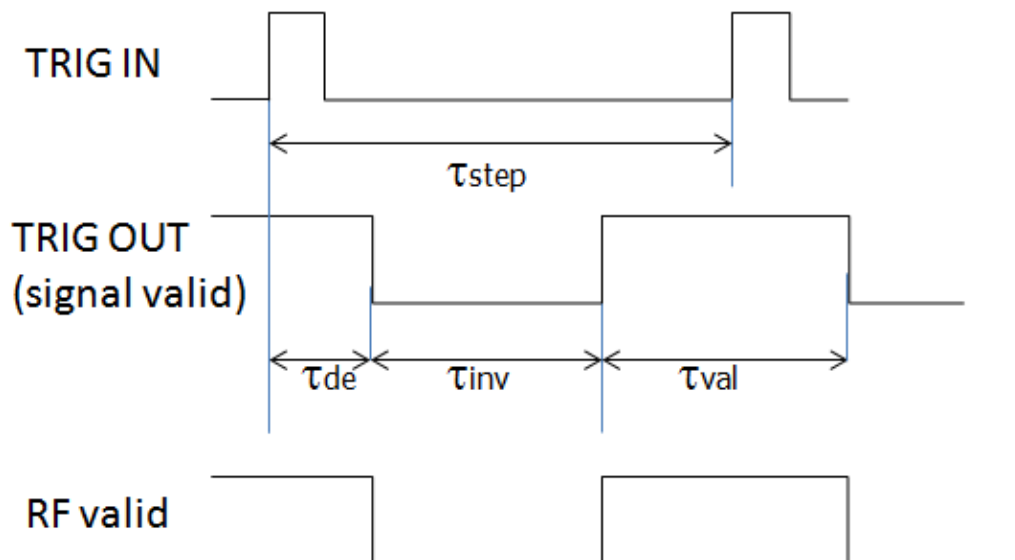 TRIG IN
τstep
TRIG OUT
(signal valid)
τde
τinv
τval
RF valid